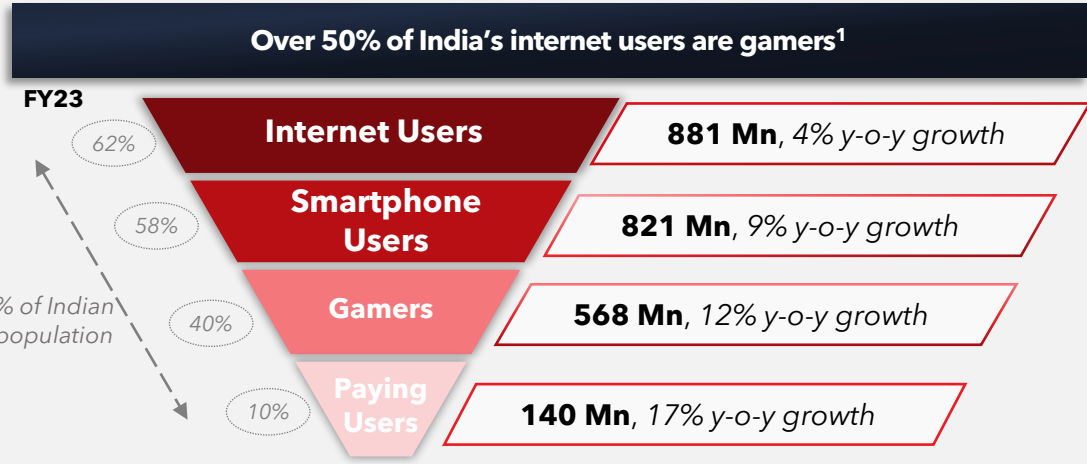 Over 50% of India's internet users are gamers¹
FY23
62%
Internet Users
881 Mn, 4% y-o-y growth
58%
Smartphone
Users
821 Mn, 9% y-o-y growth
% of Indian
population
40%
Gamers
568 Mn, 12% y-o-y growth
10%
Paying
Users
140 Mn, 17% y-o-y growth